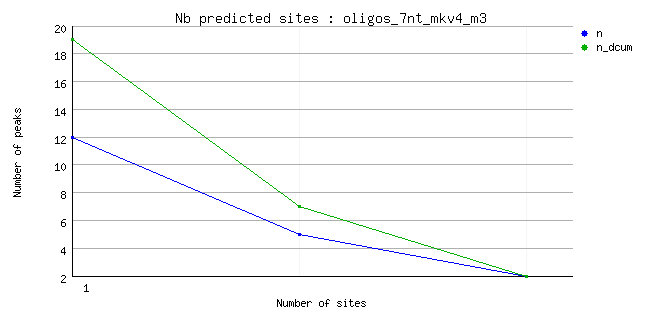 Nb predicted sites : oligos_7nt_mkv4_m3
n
n_dcum
20
18
16
14
12
10
8
6
4
2
Number of peaks
1
Number of sites